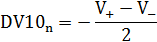 DV10ₙ = − (V₊ − V₋)/2